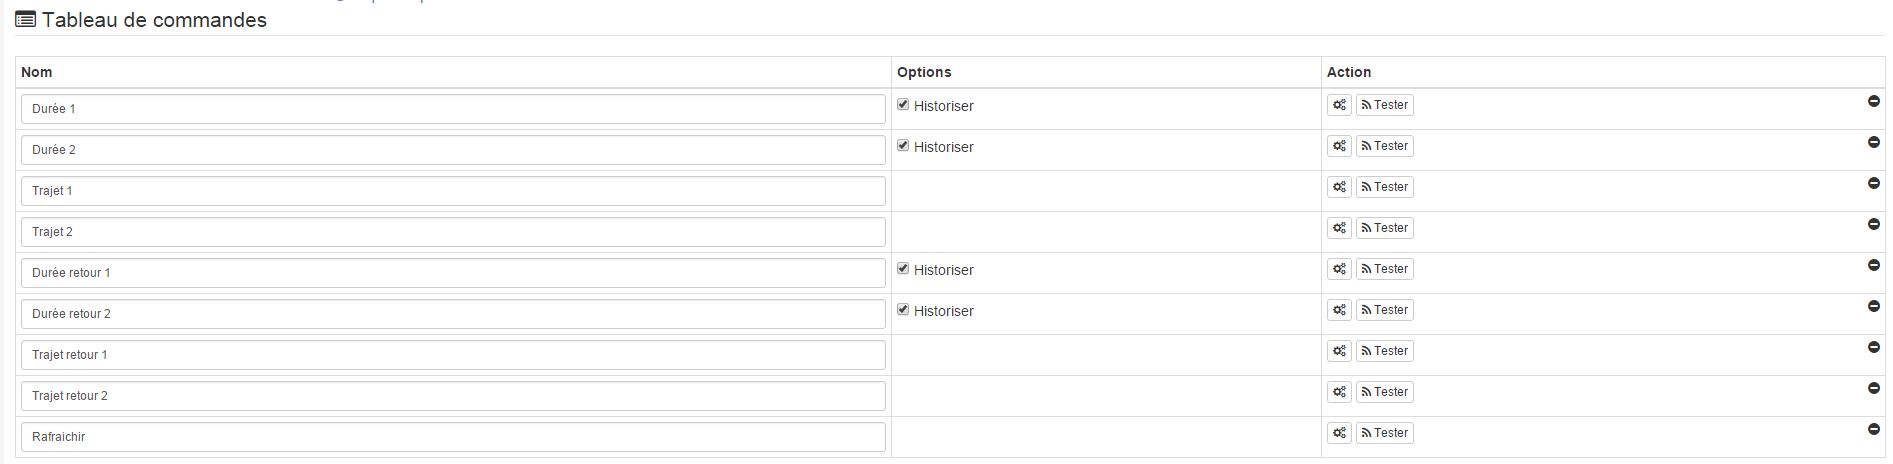 Tableau de commandes
Nom Options Action
Durée 1 Historiser Tester
Durée 2 Historiser Tester
Trajet 1 Tester
Trajet 2 Tester
Durée retour 1 Historiser Tester
Durée retour 2 Historiser Tester
Trajet retour 1 Tester
Trajet retour 2 Tester
Rafraichir Tester